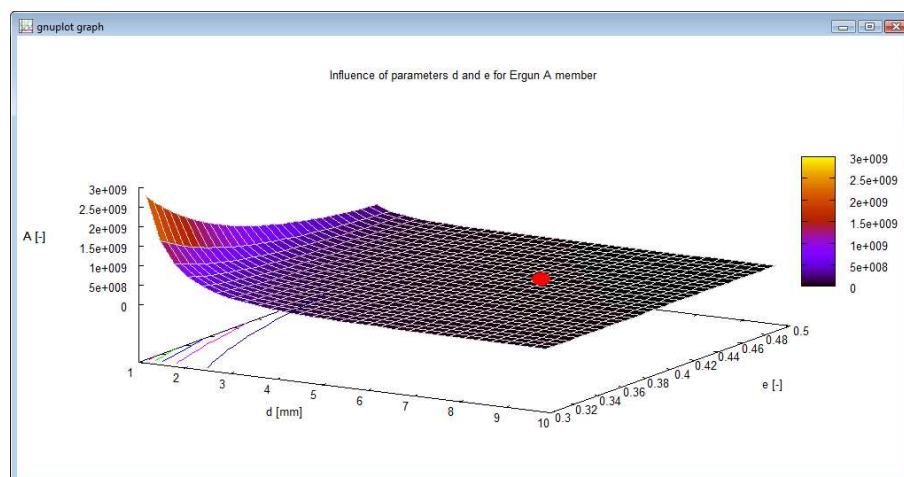 gnuplot graph
Influence of parameters d and e for Ergun A member
A [-]
3e+009
2.5e+009
2e+009
1.5e+009
1e+009
5e+008
0
3e+009
2.5e+009
2e+009
1.5e+009
1e+009
5e+008
0
1
2
3
4
5
6
7
8
9
10
d [mm]
0.3
0.32
0.34
0.36
0.38
0.4
0.42
0.44
0.46
0.48
0.5
e [-]